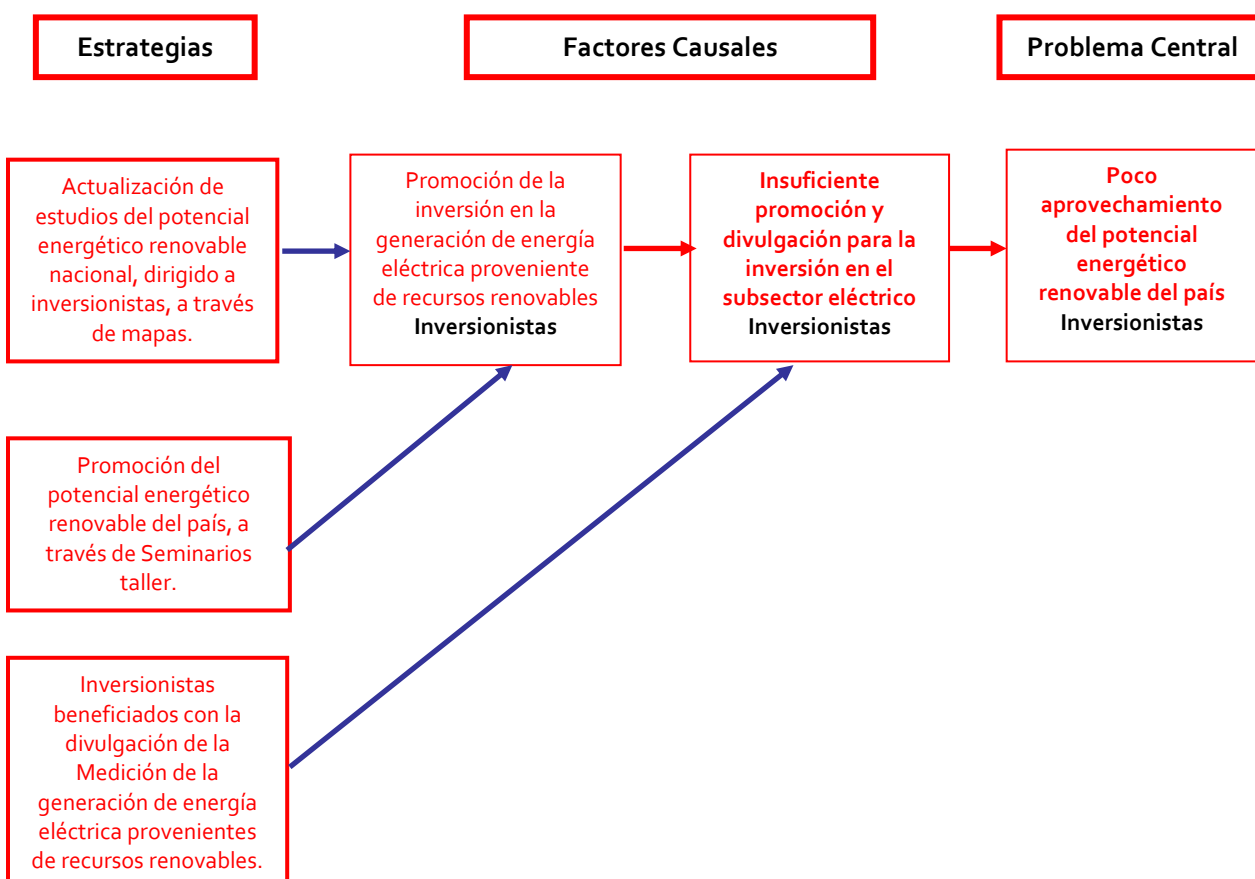 Estrategias
Factores Causales
Problema Central
Actualización de
estudios del potencial
energético renovable
nacional, dirigido a
inversionistas, a través
de mapas.
Promoción de la
inversión en la
generación de energía
eléctrica proveniente
de recursos renovables
Inversionistas
Insuficiente
promoción y
divulgación para la
inversión en el
subsector eléctrico
Inversionistas
Poco
aprovechamiento
del potencial
energético
renovable del país
Inversionistas
Promoción del
potencial energético
renovable del país, a
través de Seminarios
taller.
Inversionistas
beneficiados con la
divulgación de la
Medición de la
generación de energía
eléctrica provenientes
de recursos renovables.